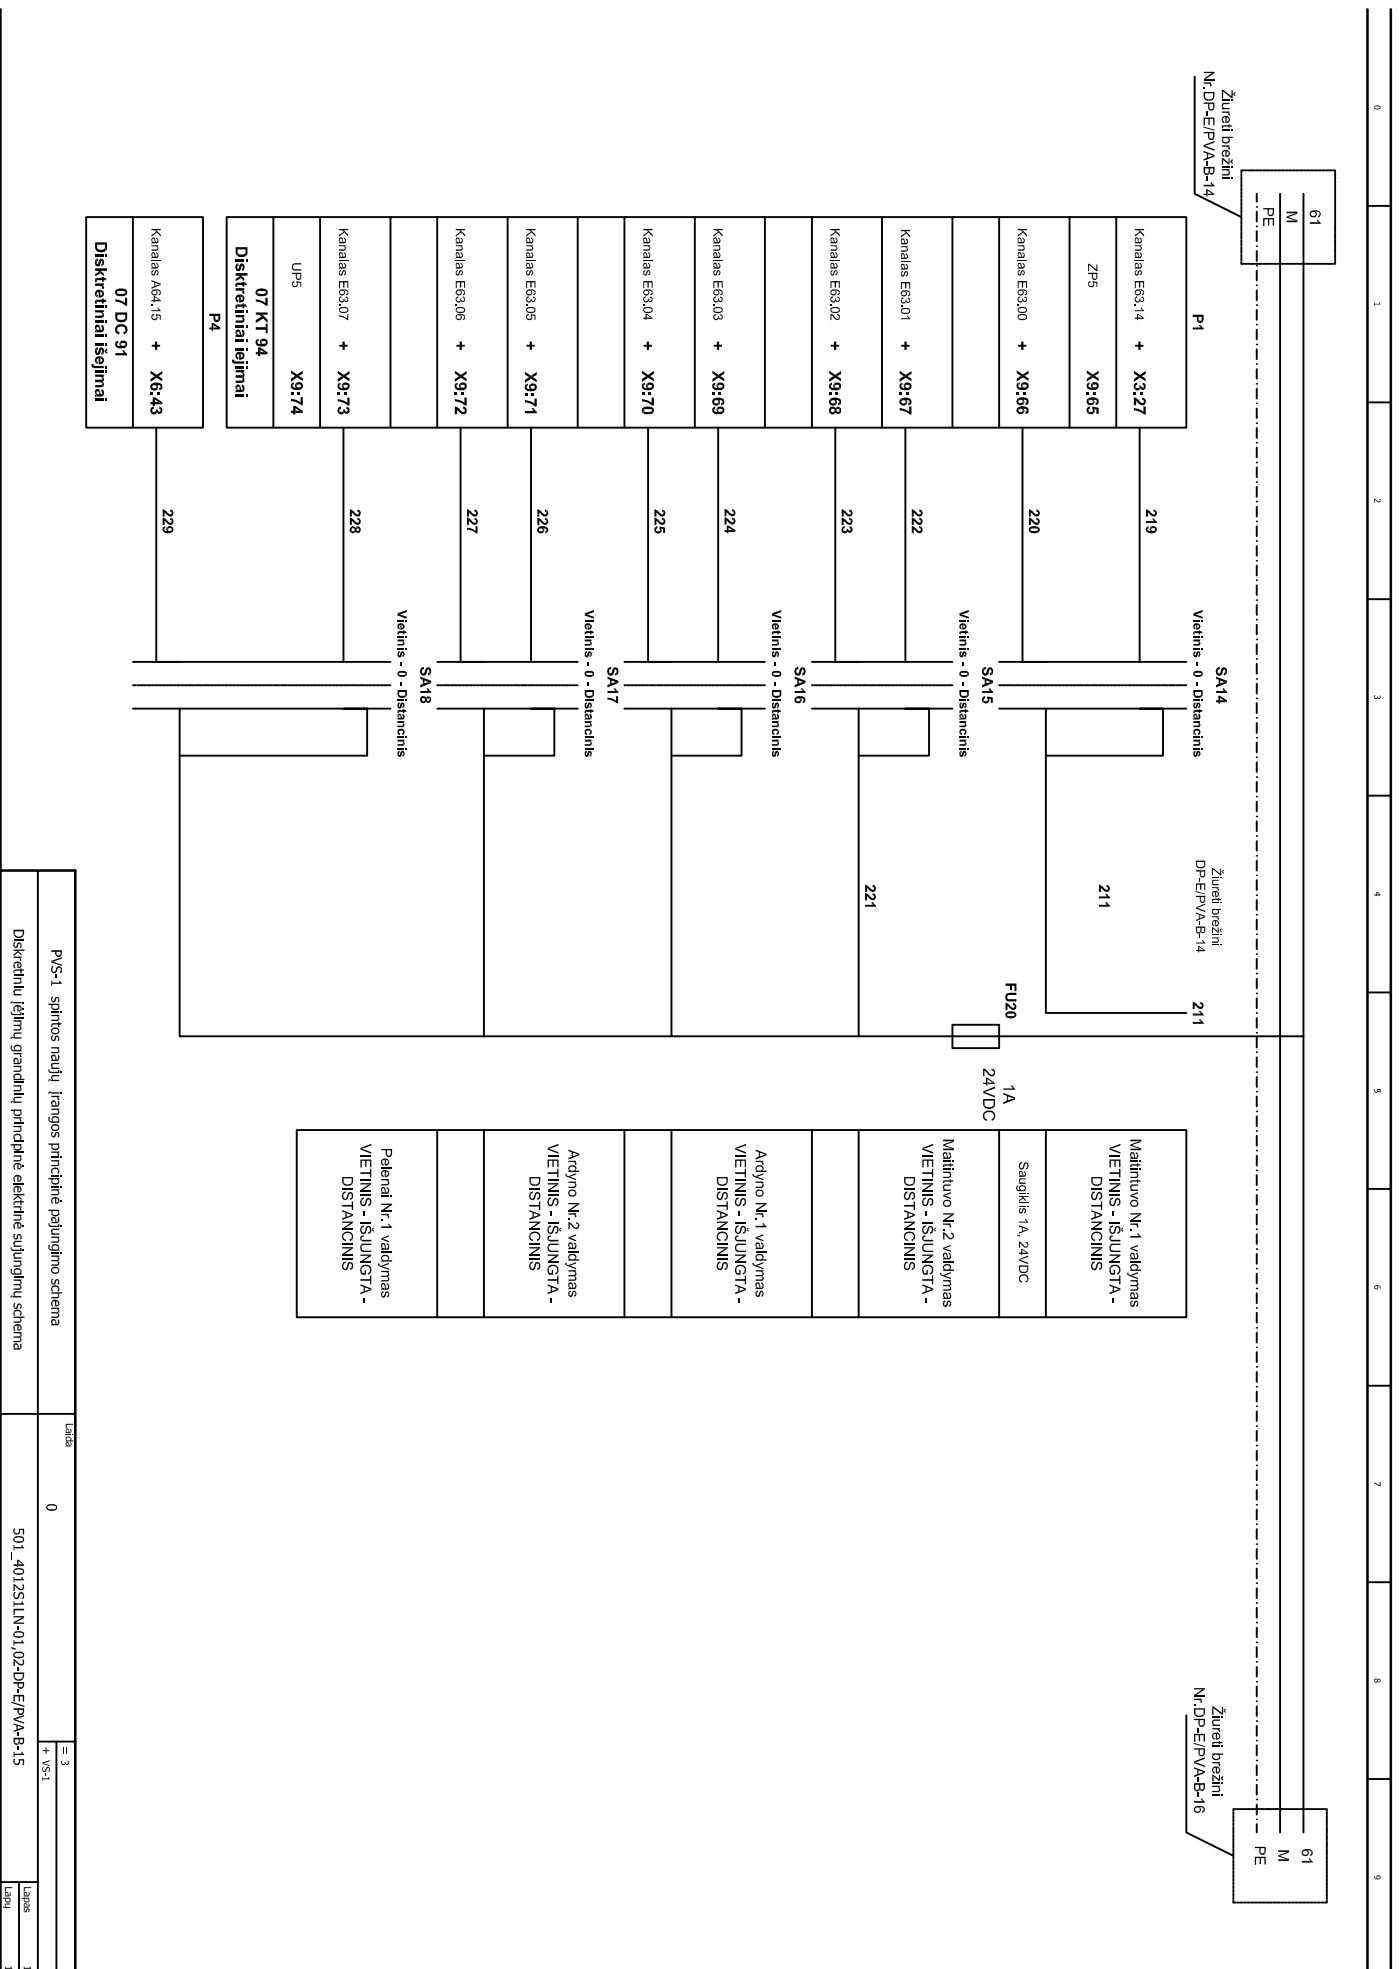 0 1 2 3 4 5 6 7 8 9
61
M
PE
Žiureti brežini
Nr.DP-E/PVA-B-14
61
M
PE
Žiureti brežini
Nr.DP-E/PVA-B-16
P1
Kanalas E63.14 + X3:27
ZP5 X9:65
Kanalas E63.00 + X9:66
Kanalas E63.01 + X9:67
Kanalas E63.02 + X9:68
Kanalas E63.03 + X9:69
Kanalas E63.04 + X9:70
Kanalas E63.05 + X9:71
Kanalas E63.06 + X9:72
Kanalas E63.07 + X9:73
UP5 X9:74
07 KT 94
Disktretiniai iejimai
P4
Kanalas A64.15 + X6:43
07 DC 91
Disktretiniai išejimai
219
220
222
223
224
225
226
227
228
229
SA14
Vietinis - 0 - Distancinis
SA15
Vietinis - 0 - Distancinis
SA16
Vietinis - 0 - Distancinis
SA17
Vietinis - 0 - Distancinis
SA18
Vietinis - 0 - Distancinis
Žiureti brežini
DP-E/PVA-B-14
211
211
221
FU20
1A
24VDC
Maitintuvo Nr.1 valdymas
VIETINIS - IŠJUNGTA -
DISTANCINIS
Saugiklis 1A, 24VDC
Maitintuvo Nr.2 valdymas
VIETINIS - IŠJUNGTA -
DISTANCINIS
Ardyno Nr.1 valdymas
VIETINIS - IŠJUNGTA -
DISTANCINIS
Ardyno Nr.2 valdymas
VIETINIS - IŠJUNGTA -
DISTANCINIS
Pelenai Nr.1 valdymas
VIETINIS - IŠJUNGTA -
DISTANCINIS
PVS-1 spintos naujų įrangos principinė pajungimo schema
Diskretiniu įėjimų grandinių principinė elektrinė sujungimų schema
Laida
0
501_4012S1LN-01,02-DP-E/PVA-B-15
= 3
+ VS-1
Lapas
Lapų